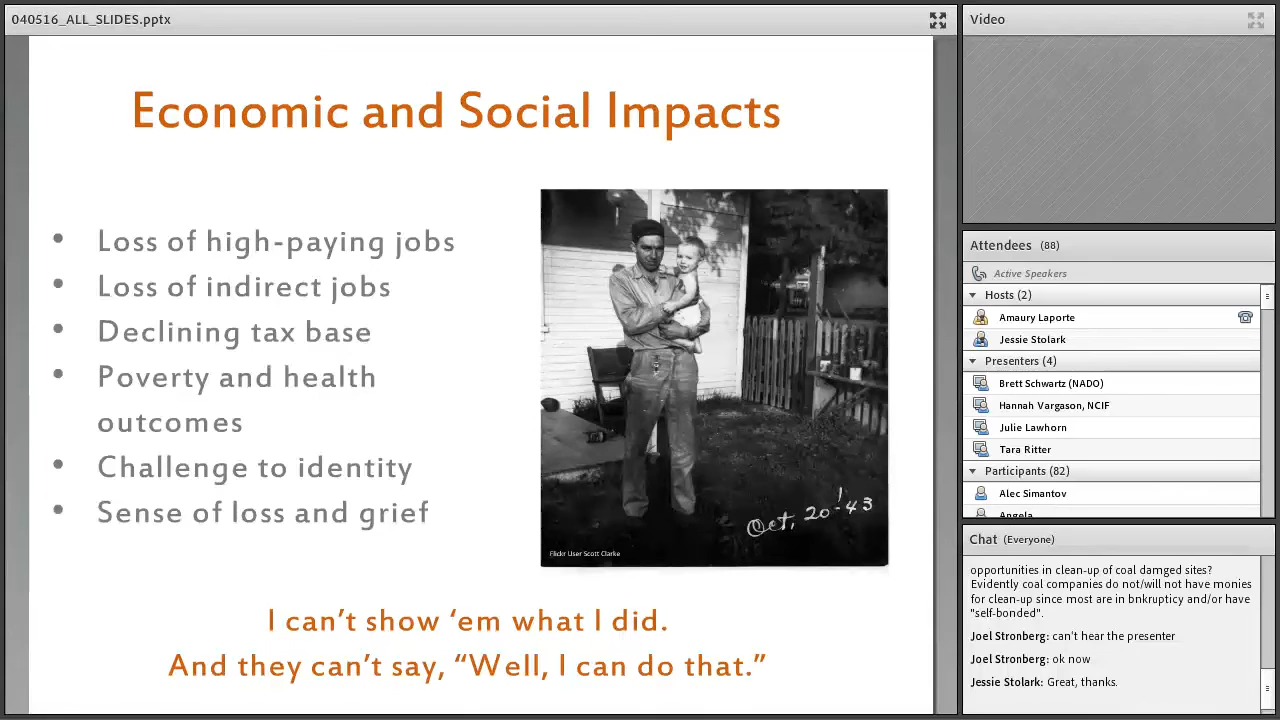 040516_ALL_SLIDES.pptx
Economic and Social Impacts
• Loss of high-paying jobs
• Loss of indirect jobs
• Declining tax base
• Poverty and health
outcomes
• Challenge to identity
• Sense of loss and grief
Oct, 20-'43
Flickr User Scott Clarke
I can't show 'em what I did.
And they can't say, "Well, I can do that."
Video
Attendees (88)
Active Speakers
Hosts (2)
Amaury Laporte
Jessie Stolark
Presenters (4)
Brett Schwartz (NADO)
Hannah Vargason, NCIF
Julie Lawhorn
Tara Ritter
Participants (82)
Alec Simantov
Angela
Chat (Everyone)
opportunities in clean-up of coal damged sites?
Evidently coal companies do not/will not have monies
for clean-up since most are in bnkrupticy and/or have
"self-bonded".
Joel Stronberg: can't hear the presenter
Joel Stronberg: ok now
Jessie Stolark: Great, thanks.